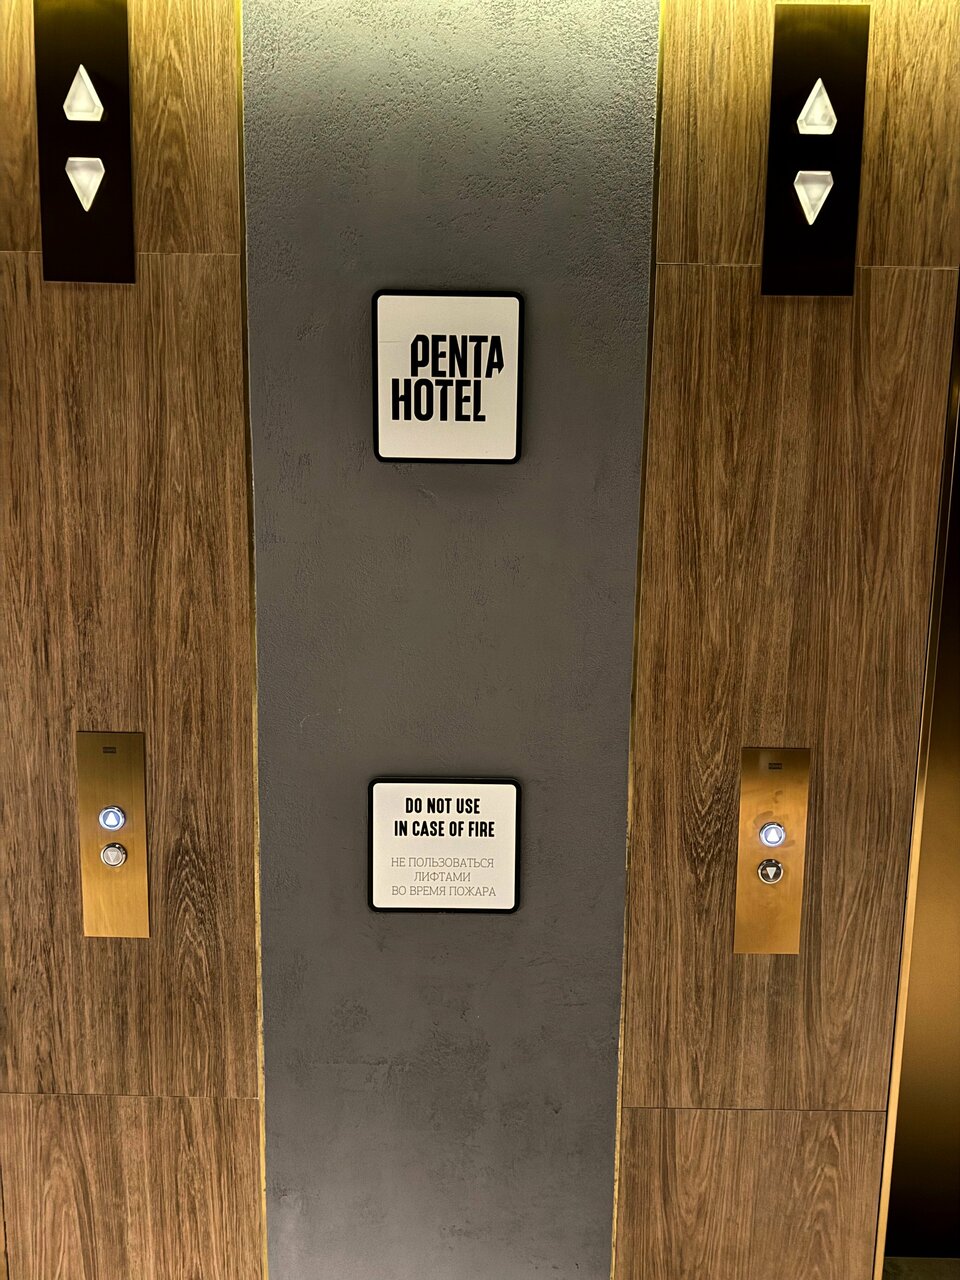 PENTA
HOTEL
DO NOT USE
IN CASE OF FIRE
НЕ ПОЛЬЗОВАТЬСЯ
ЛИФТАМИ
ВО ВРЕМЯ ПОЖАРА